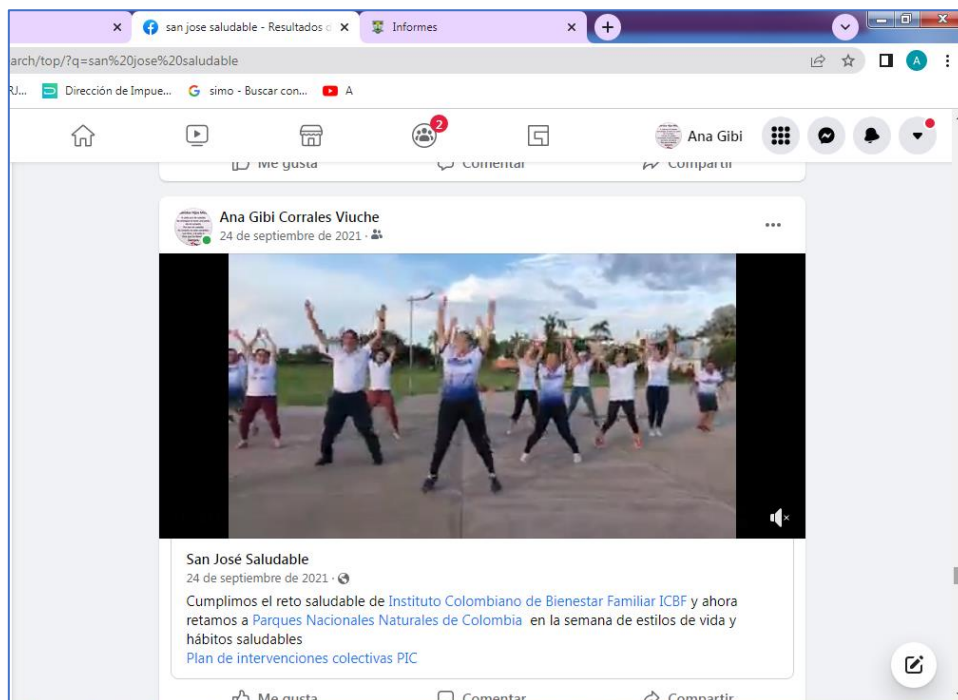 san jose saludable - Resultados d
Informes
arch/top/?q=san%20jose%20saludable
A
RJ... Dirección de Impue... simo - Buscar con... A
2
Ana Gibi
Me gusta Comentar Compartir
Ana Gibi Corrales Viuche
24 de septiembre de 2021 ·
San José Saludable
24 de septiembre de 2021 ·
Cumplimos el reto saludable de Instituto Colombiano de Bienestar Familiar ICBF y ahora
retamos a Parques Nacionales Naturales de Colombia en la semana de estilos de vida y
hábitos saludables
Plan de intervenciones colectivas PIC
Me gusta Comentar Compartir